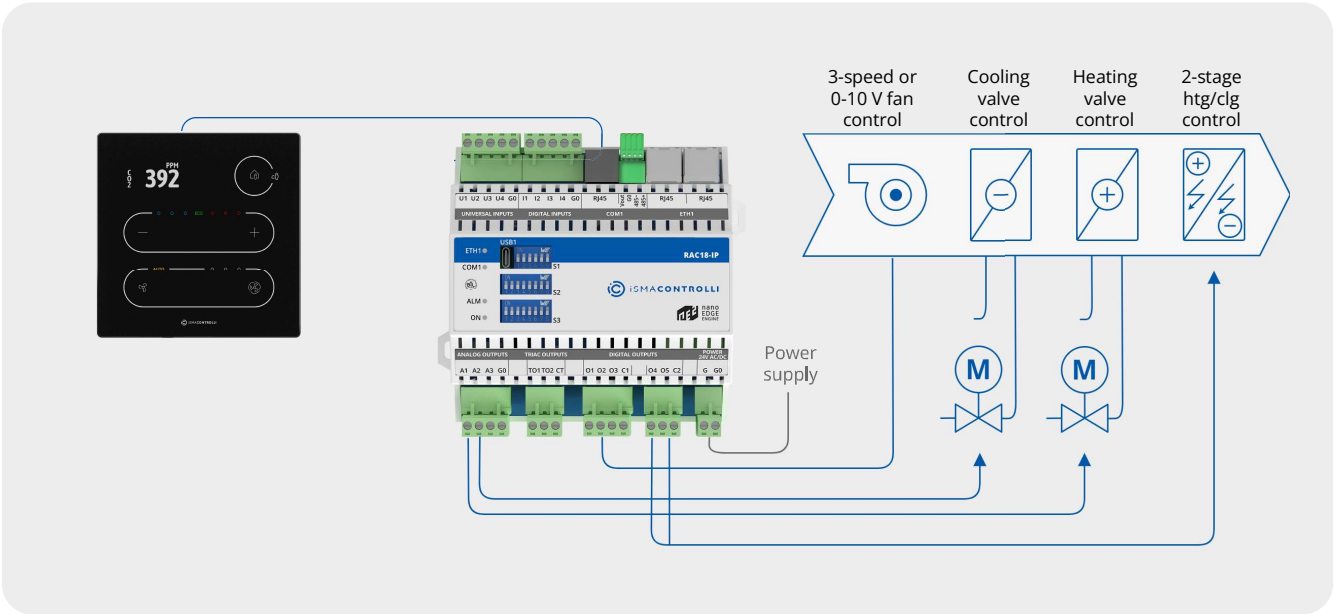 3-speed or
0-10 V fan
control
Cooling
valve
control
Heating
valve
control
2-stage
htg/clg
control
CO2
PPM
392
ECO
AUTO
iSMACONTROLLI
U1 U2 U3 U4 G0 I1 I2 I3 I4 G0 RJ45 Vout G0 485- 485+ RJ45 RJ45
UNIVERSAL INPUTS DIGITAL INPUTS COM1 ETH1
USB1
ETH1
RAC18-IP
S1
COM1
S2
iSMACONTROLLI
ALM
ON
S3
nano
EDGE
ENGINE
ANALOG OUTPUTS TRIAC OUTPUTS DIGITAL OUTPUTS POWER
24V AC/DC
A1 A2 A3 G0 TO1 TO2 CT O1 O2 O3 C1 O4 O5 C2 G G0
Power
supply
M
M